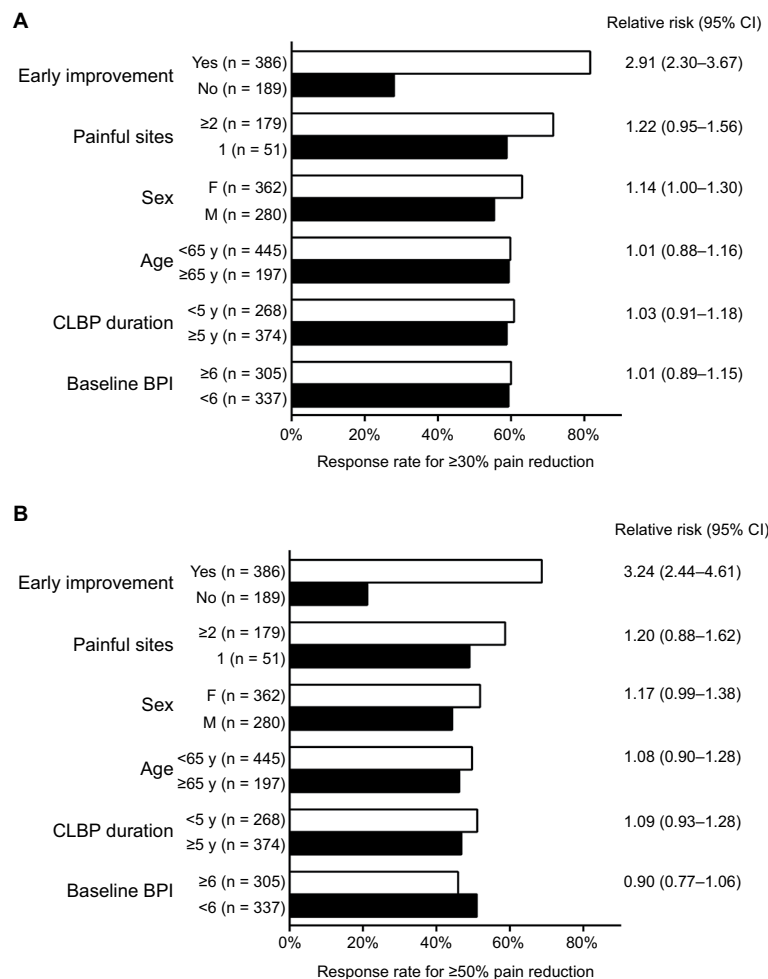 A
Relative risk (95% CI)
Early improvement
Yes (n = 386)
No (n = 189)
2.91 (2.30–3.67)
Painful sites
≥2 (n = 179)
1 (n = 51)
1.22 (0.95–1.56)
Sex
F (n = 362)
M (n = 280)
1.14 (1.00–1.30)
Age
<65 y (n = 445)
≥65 y (n = 197)
1.01 (0.88–1.16)
CLBP duration
<5 y (n = 268)
≥5 y (n = 374)
1.03 (0.91–1.18)
Baseline BPI
≥6 (n = 305)
<6 (n = 337)
1.01 (0.89–1.15)
0% 20% 40% 60% 80%
Response rate for ≥30% pain reduction
B
Relative risk (95% CI)
Early improvement
Yes (n = 386)
No (n = 189)
3.24 (2.44–4.61)
Painful sites
≥2 (n = 179)
1 (n = 51)
1.20 (0.88–1.62)
Sex
F (n = 362)
M (n = 280)
1.17 (0.99–1.38)
Age
<65 y (n = 445)
≥65 y (n = 197)
1.08 (0.90–1.28)
CLBP duration
<5 y (n = 268)
≥5 y (n = 374)
1.09 (0.93–1.28)
Baseline BPI
≥6 (n = 305)
<6 (n = 337)
0.90 (0.77–1.06)
0% 20% 40% 60% 80%
Response rate for ≥50% pain reduction